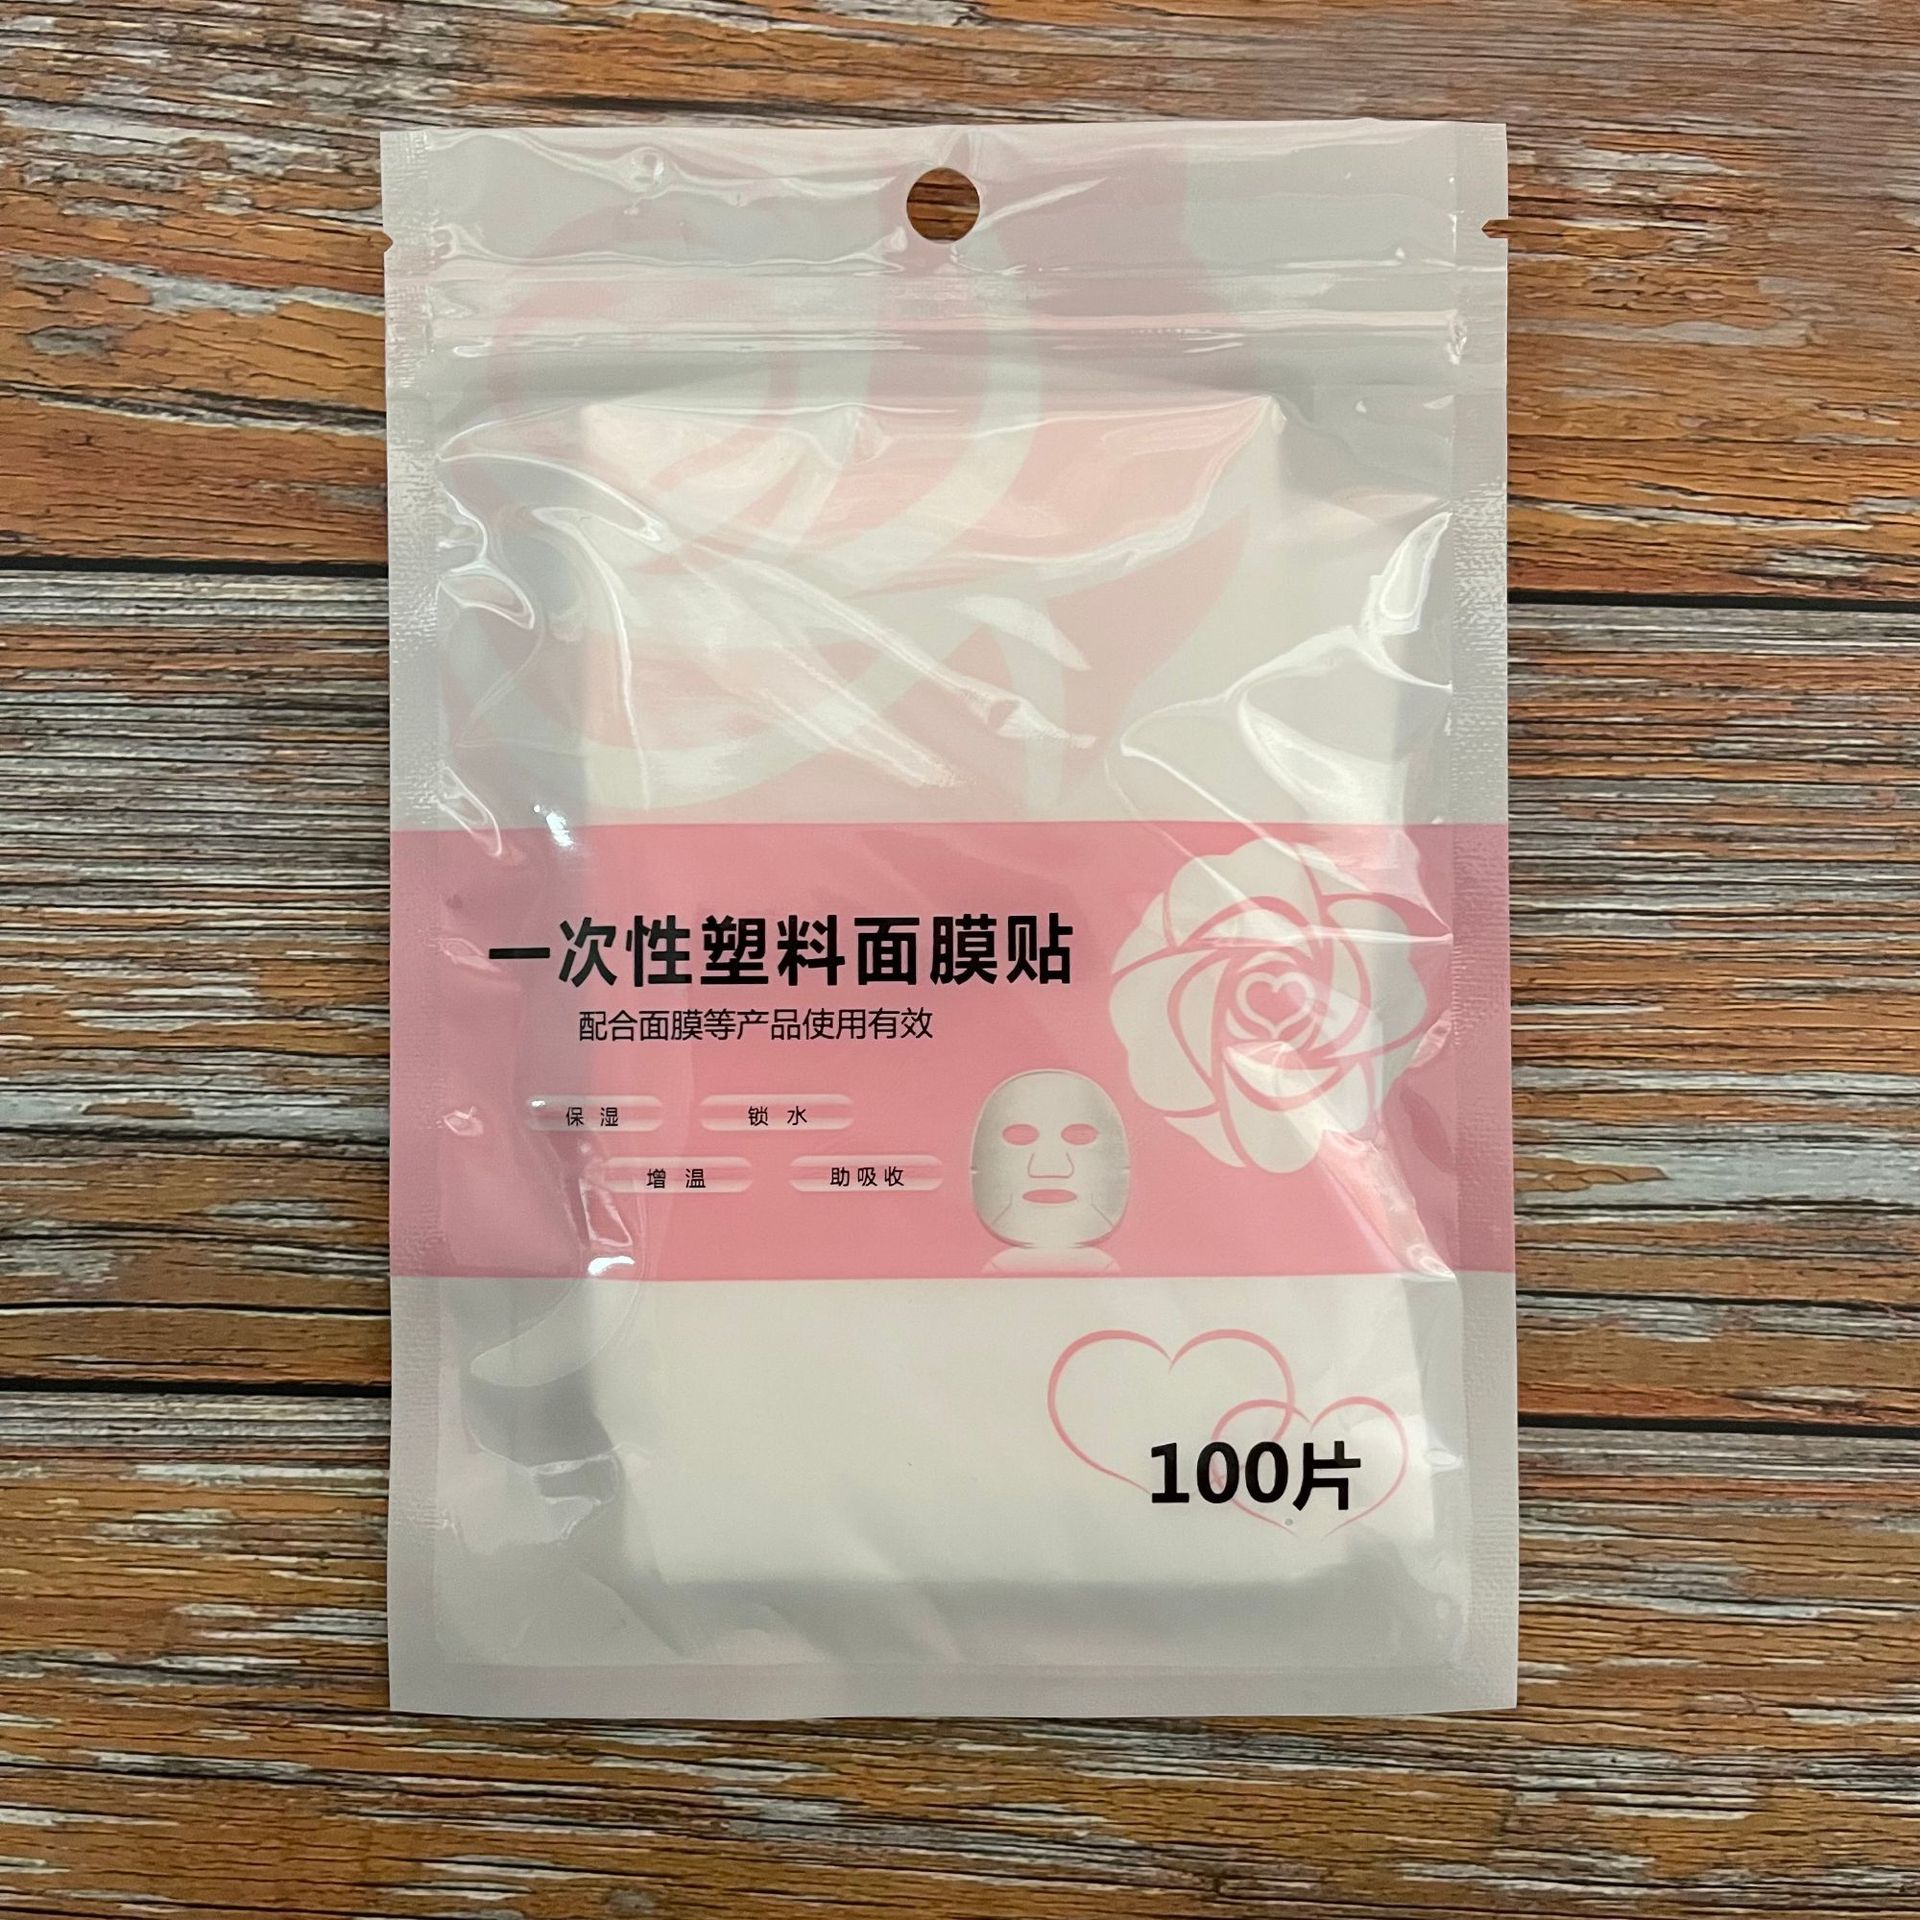 一次性塑料面膜贴
配合面膜等产品使用有效
保湿 锁水
增温 助吸收
100片